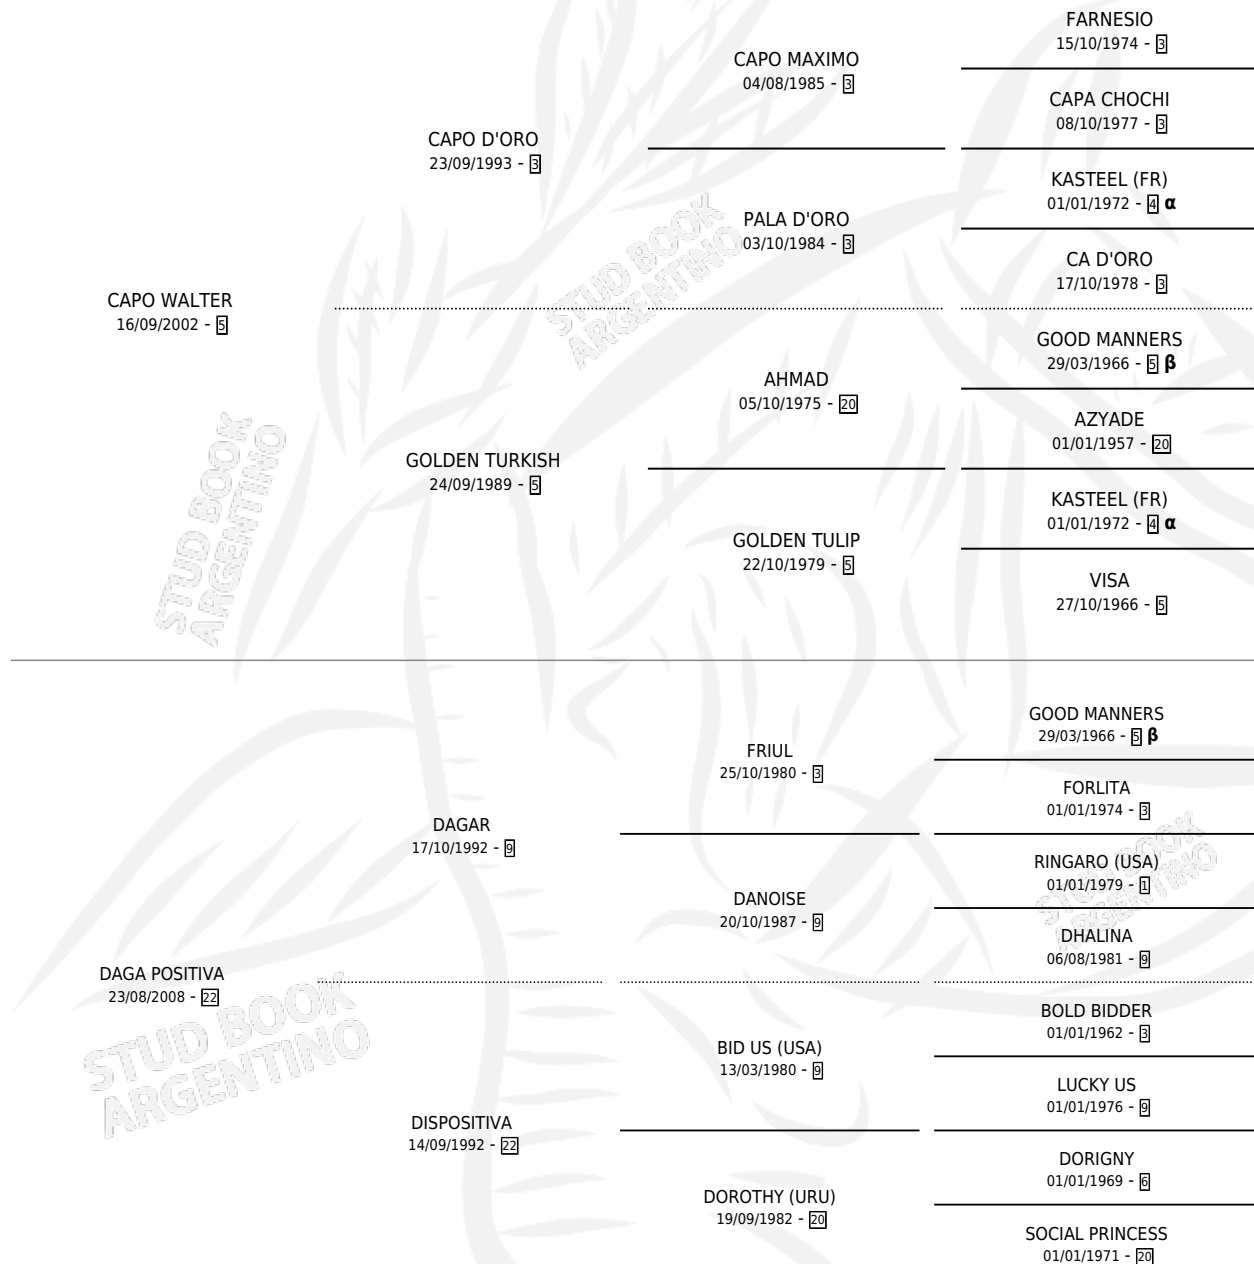 FARNESIO
15/10/1974 - 3
CAPO MAXIMO
04/08/1985 - 3
CAPA CHOCHI
08/10/1977 - 3
CAPO D'ORO
23/09/1993 - 3
KASTEEL (FR)
01/01/1972 - 4 α
PALA D'ORO
03/10/1984 - 3
CA D'ORO
17/10/1978 - 3
CAPO WALTER
16/09/2002 - 5
GOOD MANNERS
29/03/1966 - 5 β
AHMAD
05/10/1975 - 20
AZYADE
01/01/1957 - 20
GOLDEN TURKISH
24/09/1989 - 5
KASTEEL (FR)
01/01/1972 - 4 α
GOLDEN TULIP
22/10/1979 - 5
VISA
27/10/1966 - 5
GOOD MANNERS
29/03/1966 - 5 β
FRIUL
25/10/1980 - 3
FORLITA
01/01/1974 - 3
DAGAR
17/10/1992 - 9
RINGARO (USA)
01/01/1979 - 1
DANOISE
20/10/1987 - 9
DHALINA
06/08/1981 - 9
DAGA POSITIVA
23/08/2008 - 22
BOLD BIDDER
01/01/1962 - 3
BID US (USA)
13/03/1980 - 9
LUCKY US
01/01/1976 - 9
DISPOSITIVA
14/09/1992 - 22
DORIGNY
01/01/1969 - 6
DOROTHY (URU)
19/09/1982 - 20
SOCIAL PRINCESS
01/01/1971 - 20
STUD BOOK
ARGENTINO
STUD BOOK
ARGENTINO
STUD BOOK
ARGENTINO
STUD BOOK
ARGENTINO